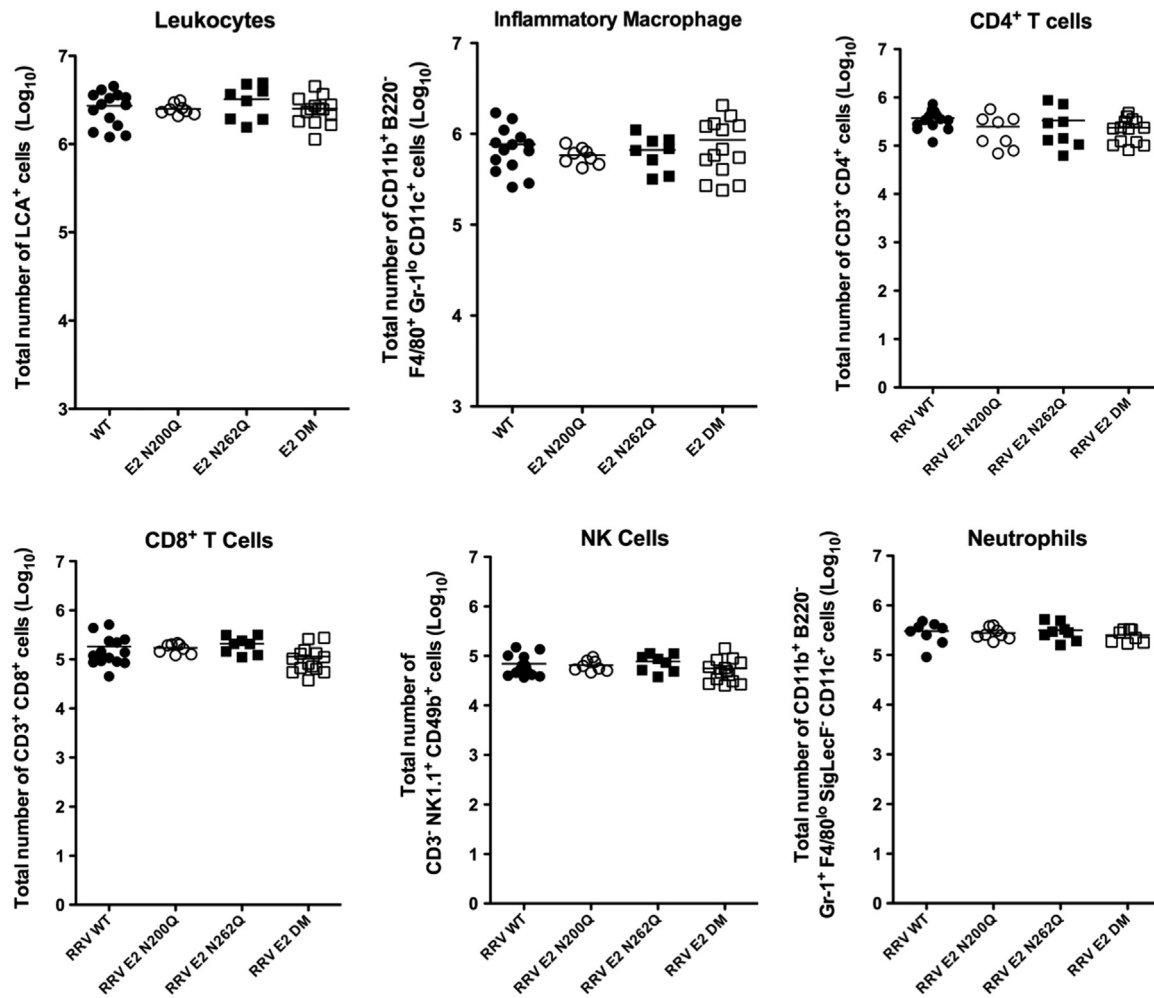 Leukocytes
Total number of LCA⁺ cells (Log₁₀)
7
6
5
4
3
WT
E2 N200Q
E2 N262Q
E2 DM
Inflammatory Macrophage
Total number of CD11b⁺ B220⁻
F4/80⁺ Gr-1ˡᵒ CD11c⁺ cells (Log₁₀)
7
6
5
4
3
WT
E2 N200Q
E2 N262Q
E2 DM
CD4⁺ T cells
Total number of CD3⁺ CD4⁺ cells (Log₁₀)
7
6
5
4
3
2
1
0
RRV WT
RRV E2 N200Q
RRV E2 N262Q
RRV E2 DM
CD8⁺ T Cells
Total number of CD3⁺ CD8⁺ cells (Log₁₀)
7
6
5
4
3
2
1
0
RRV WT
RRV E2 N200Q
RRV E2 N262Q
RRV E2 DM
NK Cells
Total number of
CD3⁻ NK1.1⁺ CD49b⁺ cells (Log₁₀)
7
6
5
4
3
2
1
0
RRV WT
RRV E2 N200Q
RRV E2 N262Q
RRV E2 DM
Neutrophils
Total number of CD11b⁺ B220⁻
Gr-1⁺ F4/80ˡᵒ SigLecF⁻ CD11c⁺ cells (Log₁₀)
7
6
5
4
3
2
1
0
RRV WT
RRV E2 N200Q
RRV E2 N262Q
RRV E2 DM